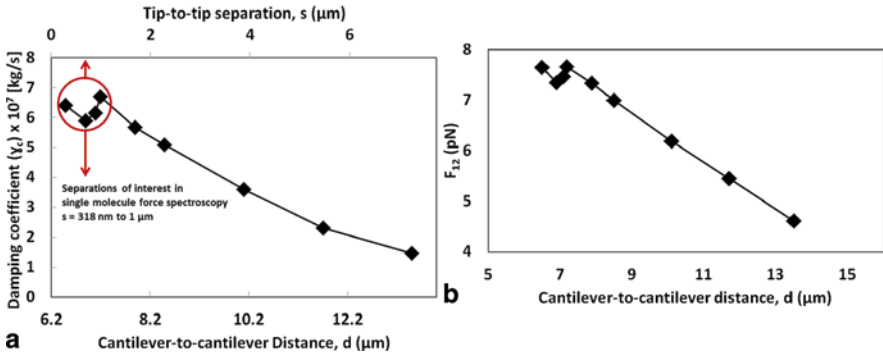 Tip-to-tip separation, s (µm)
0 2 4 6
Damping coefficient (γc) x 10⁷ [kg/s]
8
7
6
5
4
3
2
1
0
Separations of interest in
single molecule force spectroscopy
s = 318 nm to 1 µm
6.2 8.2 10.2 12.2
Cantilever-to-cantilever Distance, d (µm)
a
F12 (pN)
8
7
6
5
4
5 7 9 11 13 15
Cantilever-to-cantilever distance, d (µm)
b